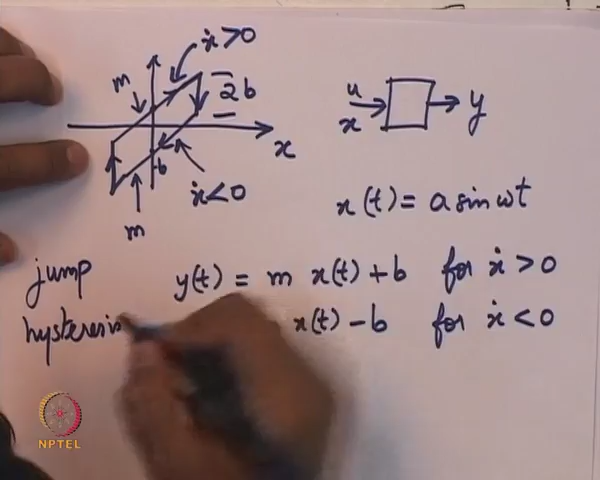 ẋ>0
m
2b
u
x
y
x
b
ẋ<0
m
x(t) = a sin ωt
jump
y(t) = m x(t) + b for ẋ > 0
hysteresis
x(t) - b for ẋ < 0
NPTEL